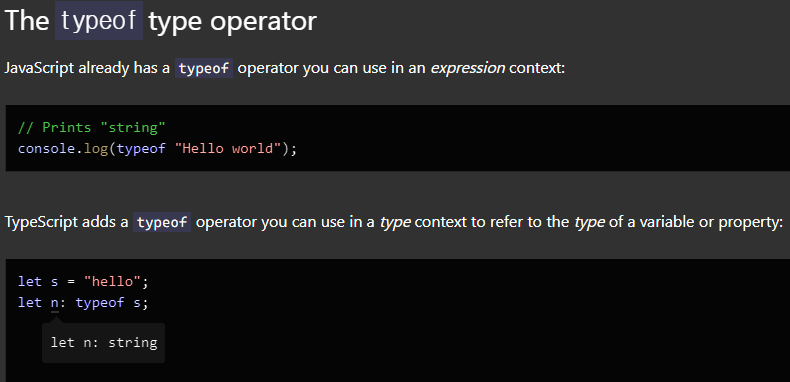 The typeof type operator
JavaScript already has a typeof operator you can use in an expression context:
// Prints "string"
console.log(typeof "Hello world");
TypeScript adds a typeof operator you can use in a type context to refer to the type of a variable or property:
let s = "hello";
let n: typeof s;
let n: string